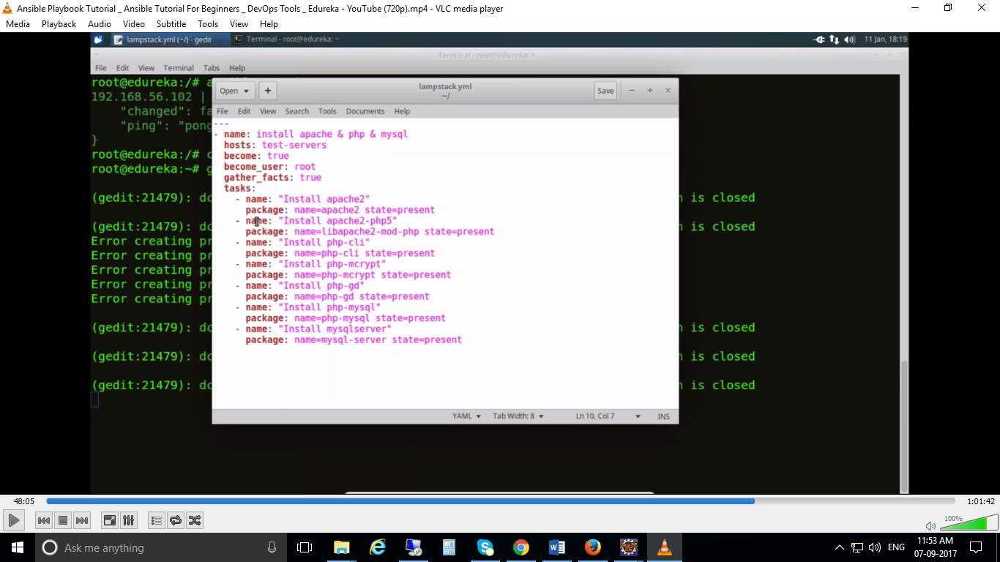 Ansible Playbook Tutorial _ Ansible Tutorial For Beginners _ DevOps Tools _ Edureka - YouTube (720p).mp4 - VLC media player
Media Playback Audio Video Subtitle Tools View Help
lampstack.yml (~/) - gedit Terminal - root@edureka: ~ 11 Jan, 18:19
Terminal - root@edureka: ~
File Edit View Terminal Tabs Help
root@edureka:/# a
192.168.56.102 |
"changed": fa
"ping": "pong
}
root@edureka:/# c
root@edureka:~# g
(gedit:21479): dc n is closed
(gedit:21479): dc n is closed
Error creating pr
Error creating pr
Error creating pr
Error creating pr
Error creating pr
(gedit:21479): dc n is closed
(gedit:21479): dc n is closed
(gedit:21479): dc n is closed
Open + lampstack.yml Save
~/
File Edit View Search Tools Documents Help
---
- name: install apache & php & mysql
hosts: test-servers
become: true
become_user: root
gather_facts: true
tasks:
- name: "Install apache2"
package: name=apache2 state=present
- name: "Install apache2-php5"
package: name=libapache2-mod-php state=present
- name: "Install php-cli"
package: name=php-cli state=present
- name: "Install php-mcrypt"
package: name=php-mcrypt state=present
- name: "Install php-gd"
package: name=php-gd state=present
- name: "Install php-mysql"
package: name=php-mysql state=present
- name: "Install mysqlserver"
package: name=mysql-server state=present
YAML Tab Width: 8 Ln 10, Col 7 INS
48:05 1:01:42
100%
Ask me anything ENG 11:53 AM
07-09-2017